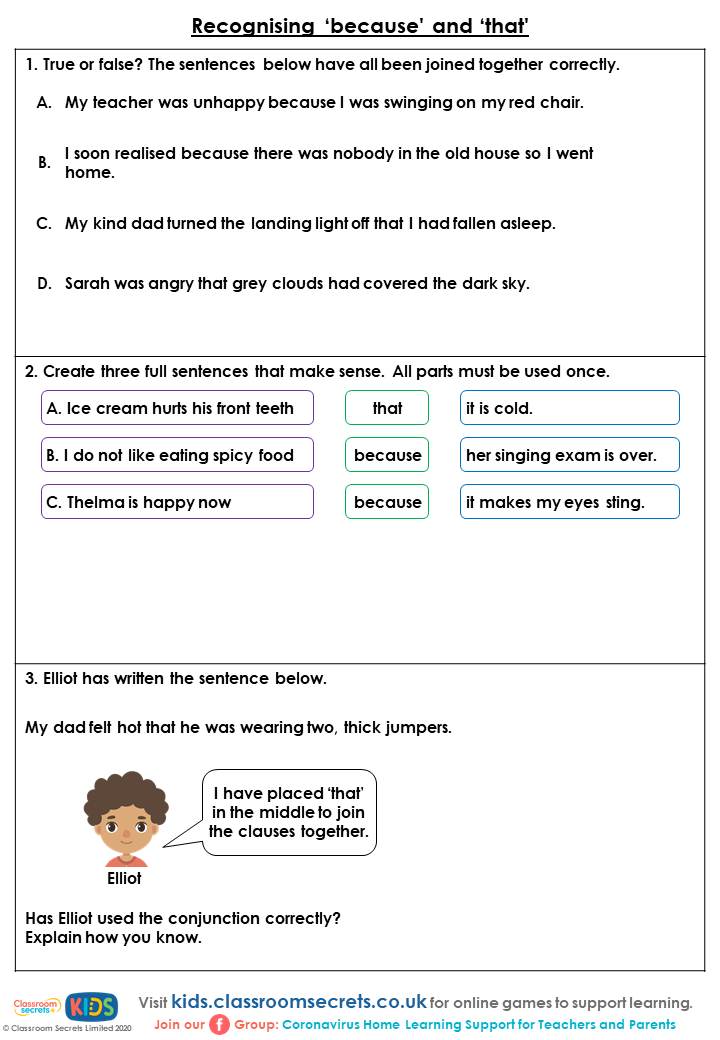 Recognising ‘because’ and ‘that’
1. True or false? The sentences below have all been joined together correctly.
A. My teacher was unhappy because I was swinging on my red chair.
B. I soon realised because there was nobody in the old house so I went
home.
C. My kind dad turned the landing light off that I had fallen asleep.
D. Sarah was angry that grey clouds had covered the dark sky.
2. Create three full sentences that make sense. All parts must be used once.
A. Ice cream hurts his front teeth that it is cold.
B. I do not like eating spicy food because her singing exam is over.
C. Thelma is happy now because it makes my eyes sting.
3. Elliot has written the sentence below.
My dad felt hot that he was wearing two, thick jumpers.
I have placed ‘that’
in the middle to join
the clauses together.
Elliot
Has Elliot used the conjunction correctly?
Explain how you know.
Classroom
secrets KIDS
© Classroom Secrets Limited 2020
Visit kids.classroomsecrets.co.uk for online games to support learning.
Join our f Group: Coronavirus Home Learning Support for Teachers and Parents